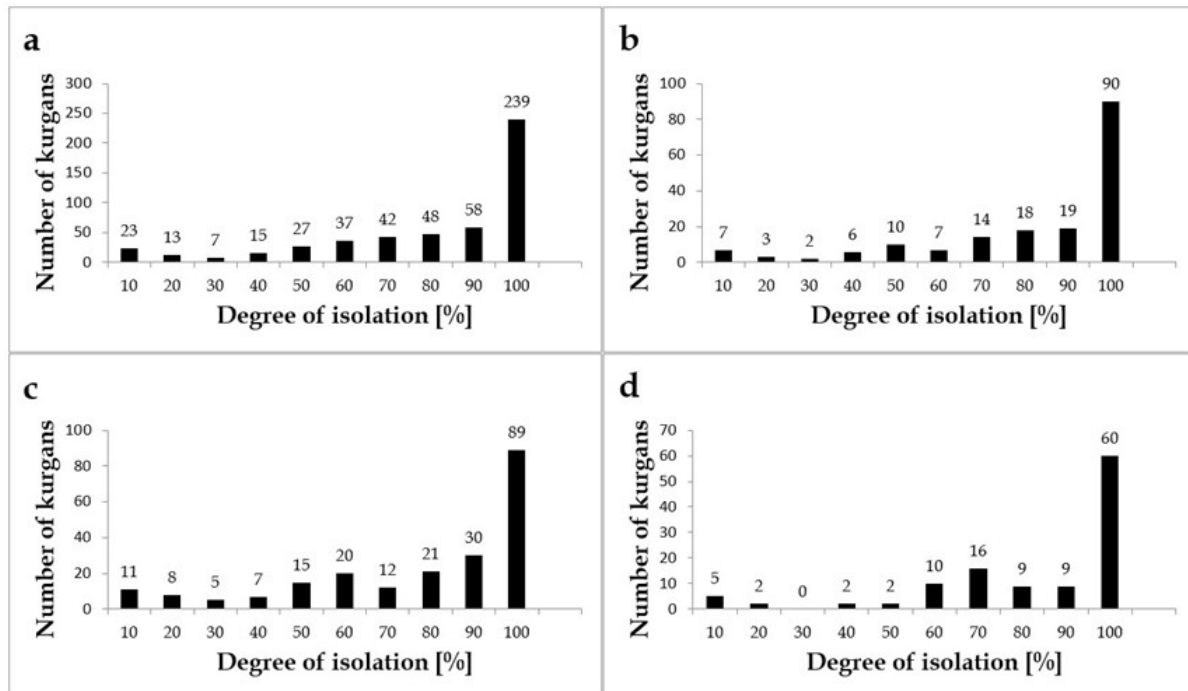 a
Number of kurgans
300
250
200
150
100
50
0
23 13 7 15 27 37 42 48 58 239
10 20 30 40 50 60 70 80 90 100
Degree of isolation [%]
b
Number of kurgans
100
80
60
40
20
0
7 3 2 6 10 7 14 18 19 90
10 20 30 40 50 60 70 80 90 100
Degree of isolation [%]
c
Number of kurgans
100
80
60
40
20
0
11 8 5 7 15 20 12 21 30 89
10 20 30 40 50 60 70 80 90 100
Degree of isolation [%]
d
Number of kurgans
70
60
50
40
30
20
10
0
5 2 0 2 2 10 16 9 9 60
10 20 30 40 50 60 70 80 90 100
Degree of isolation [%]